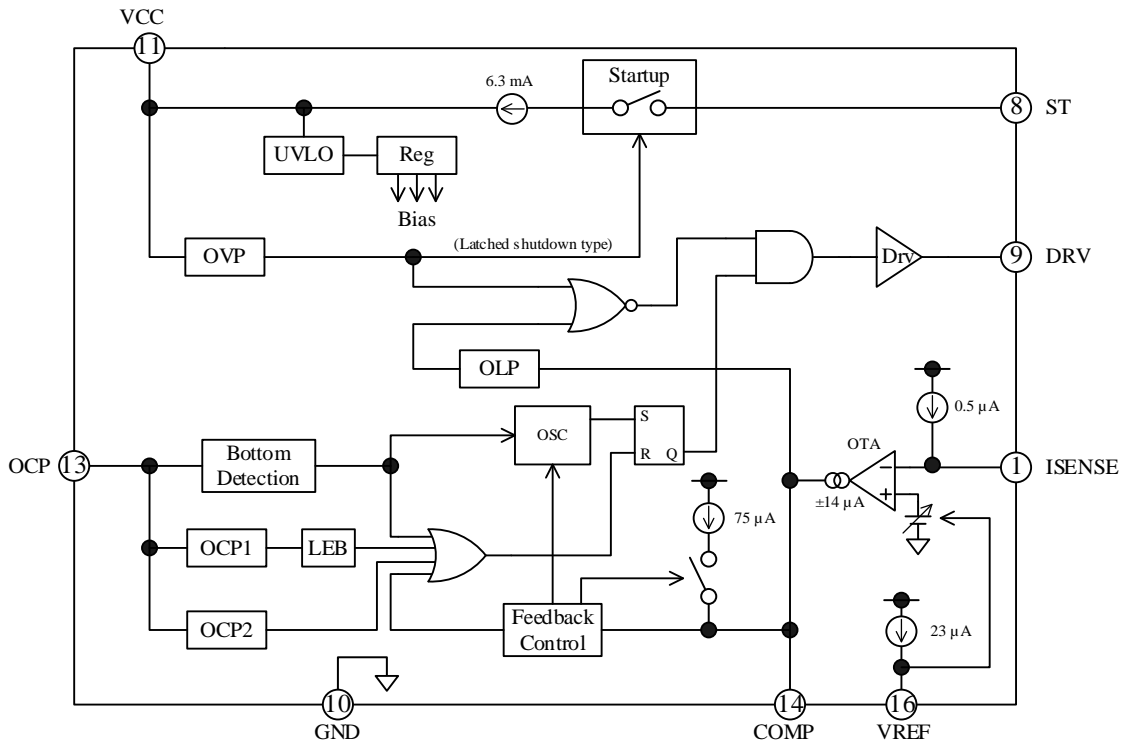 VCC
11
6.3 mA
Startup
8
ST
UVLO
Reg
Bias
(Latched shutdown type)
OVP
Drv
9
DRV
OLP
0.5 µA
S
OSC
R
Q
OTA
OCP
13
Bottom
Detection
−
1
ISENSE
+
±14 µA
75 µA
OCP1
LEB
OCP2
Feedback
Control
23 µA
10
GND
14
COMP
16
VREF